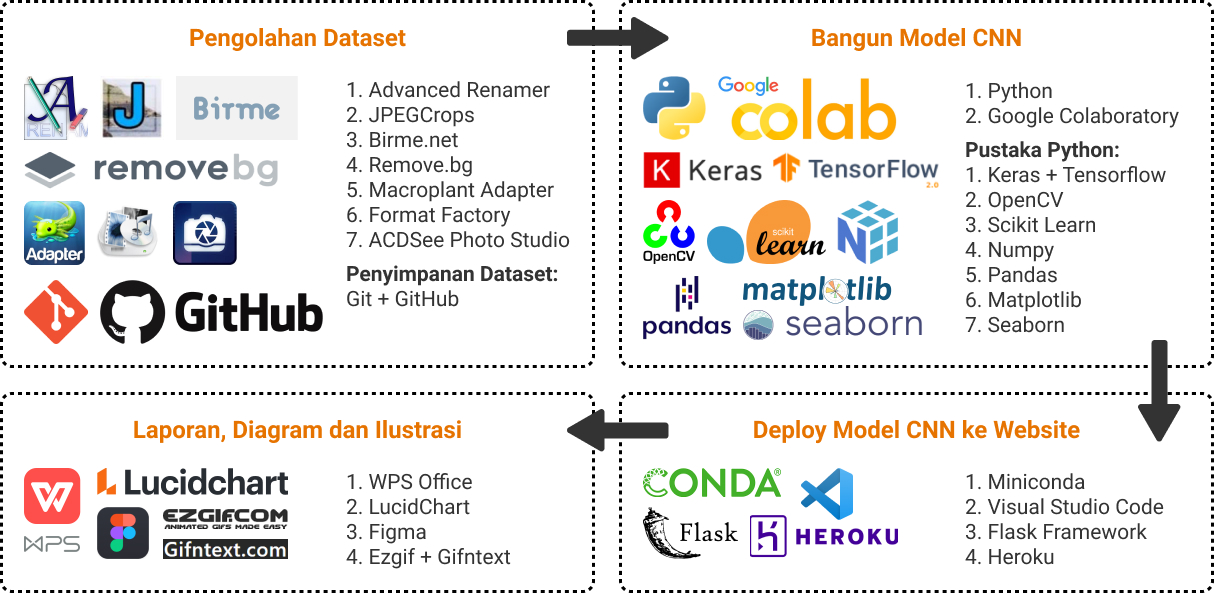 Pengolahan Dataset
Birme
removebg
Adapter
GitHub
1. Advanced Renamer
2. JPEGCrops
3. Birme.net
4. Remove.bg
5. Macroplant Adapter
6. Format Factory
7. ACDSee Photo Studio
Penyimpanan Dataset:
Git + GitHub
Bangun Model CNN
Google
colab
K Keras
TensorFlow
2.0
OpenCV
scikit
learn
pandas
matplotlib
seaborn
1. Python
2. Google Colaboratory
Pustaka Python:
1. Keras + Tensorflow
2. OpenCV
3. Scikit Learn
4. Numpy
5. Pandas
6. Matplotlib
7. Seaborn
Laporan, Diagram dan Ilustrasi
WPS
Lucidchart
EZGIF.COM
ANIMATED GIFS MADE EASY
Gifntext.com
1. WPS Office
2. LucidChart
3. Figma
4. Ezgif + Gifntext
Deploy Model CNN ke Website
CONDA®
Flask
HEROKU
1. Miniconda
2. Visual Studio Code
3. Flask Framework
4. Heroku